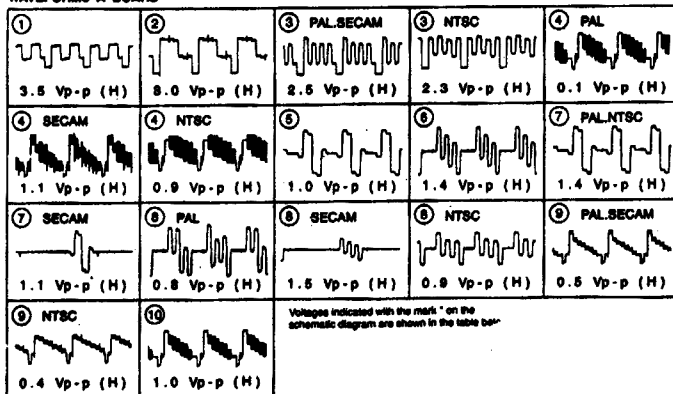 ① ② ③ PAL.SECAM ③ NTSC ④ PAL
3.5 Vp-p (H) 8.0 Vp-p (H) 2.5 Vp-p (H) 2.3 Vp-p (H) 0.1 Vp-p (H)
④ SECAM ④ NTSC ⑤ ⑥ ⑦ PAL.NTSC
1.1 Vp-p (H) 0.9 Vp-p (H) 1.0 Vp-p (H) 1.4 Vp-p (H) 1.4 Vp-p (H)
⑦ SECAM ⑧ PAL ⑧ SECAM ⑧ NTSC ⑨ PAL.SECAM
1.1 Vp-p (H) 0.8 Vp-p (H) 1.5 Vp-p (H) 0.9 Vp-p (H) 0.5 Vp-p (H)
⑨ NTSC ⑩
0.4 Vp-p (H) 1.0 Vp-p (H)
Voltages indicated with the mark * on the
schematic diagram are shown in the table